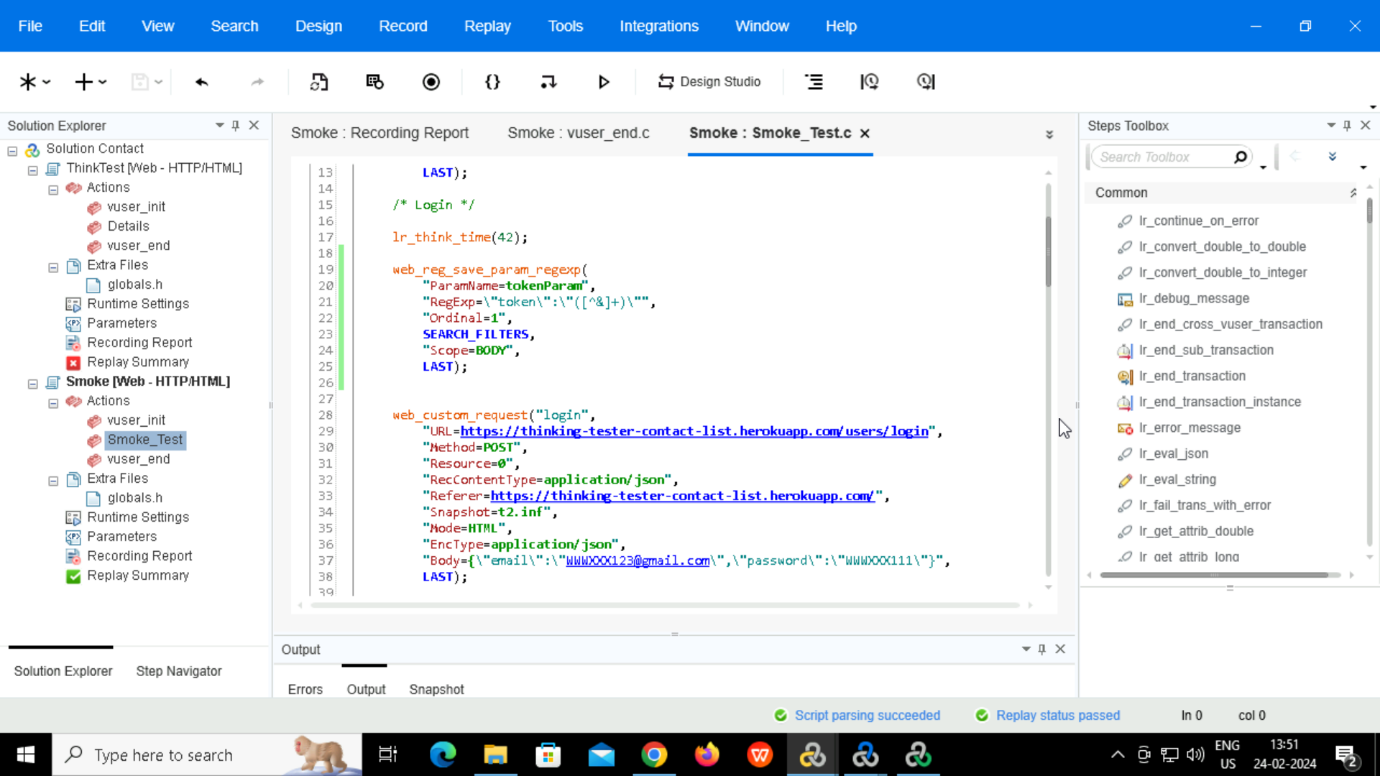 File Edit View Search Design Record Replay Tools Integrations Window Help
Design Studio
Solution Explorer
Solution Contact
ThinkTest [Web - HTTP/HTML]
Actions
vuser_init
Details
vuser_end
Extra Files
globals.h
Runtime Settings
Parameters
Recording Report
Replay Summary
Smoke [Web - HTTP/HTML]
Actions
vuser_init
Smoke_Test
vuser_end
Extra Files
globals.h
Runtime Settings
Parameters
Recording Report
Replay Summary
Solution Explorer Step Navigator
Smoke : Recording Report Smoke : vuser_end.c Smoke : Smoke_Test.c
13 LAST);
14
15 /* Login */
16
17 lr_think_time(42);
18
19 web_reg_save_param_regexp(
20 "ParamName=tokenParam",
21 "RegExp=\"token\":\"([^&]+)\"",
22 "Ordinal=1",
23 SEARCH_FILTERS,
24 "Scope=BODY",
25 LAST);
26
27
28 web_custom_request("login",
29 "URL=https://thinking-tester-contact-list.herokuapp.com/users/login",
30 "Method=POST",
31 "Resource=0",
32 "RecContentType=application/json",
33 "Referer=https://thinking-tester-contact-list.herokuapp.com/",
34 "Snapshot=t2.inf",
35 "Mode=HTML",
36 "EncType=application/json",
37 "Body={\"email\":\"WWWXXX123@gmail.com\",\"password\":\"WWWXXX111\"}",
38 LAST);
39
Output
Errors Output Snapshot
Steps Toolbox
Search Toolbox
Common
lr_continue_on_error
lr_convert_double_to_double
lr_convert_double_to_integer
lr_debug_message
lr_end_cross_vuser_transaction
lr_end_sub_transaction
lr_end_transaction
lr_end_transaction_instance
lr_error_message
lr_eval_json
lr_eval_string
lr_fail_trans_with_error
lr_get_attrib_double
lr_get_attrib_long
Script parsing succeeded Replay status passed ln 0 col 0
Type here to search
ENG
US
13:51
24-02-2024
2